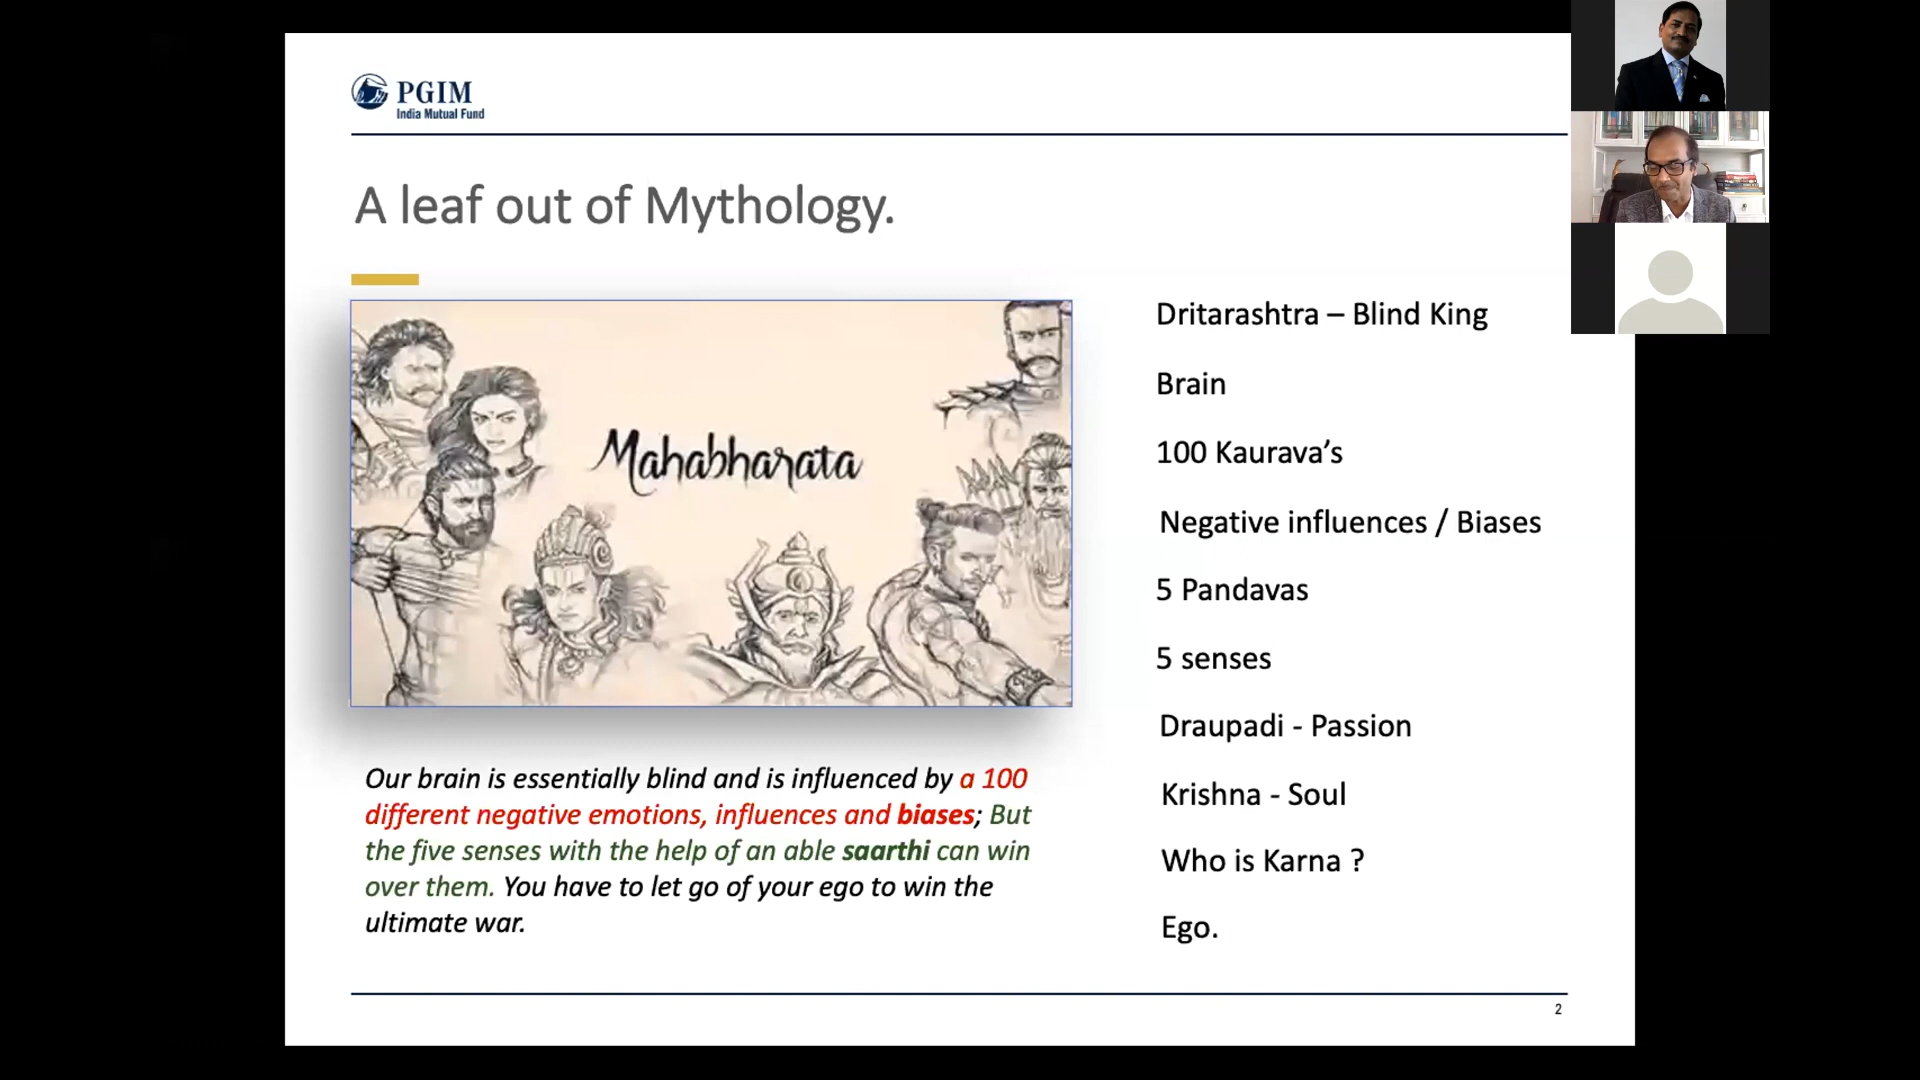 PGIM
India Mutual Fund
A leaf out of Mythology.
Mahabharata
Our brain is essentially blind and is influenced by a 100
different negative emotions, influences and biases; But
the five senses with the help of an able saarthi can win
over them. You have to let go of your ego to win the
ultimate war.
Dritarashtra – Blind King
Brain
100 Kaurava’s
Negative influences / Biases
5 Pandavas
5 senses
Draupadi - Passion
Krishna - Soul
Who is Karna ?
Ego.
2